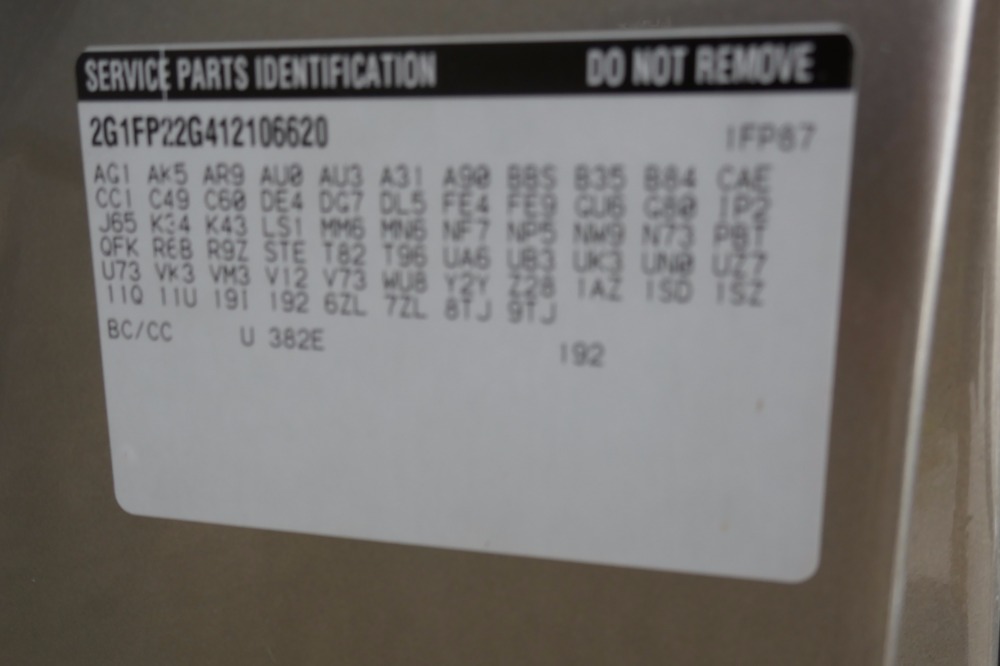 SERVICE PARTS IDENTIFICATION DO NOT REMOVE
2G1FP22G412106620 1FP87
AG1 AK5 AR9 AU0 AU3 A31 A90 BBS B35 B84 CAE
CC1 C49 C60 DE4 DG7 DL5 FE4 FE9 GU6 G80 IP2
J65 K34 K43 LS1 MM6 MN6 NF7 NP5 NW9 N73 PBT
QFK R6B R9Z STE T82 T96 UA6 UB3 UK3 UN0 UZ7
U73 VK3 VM3 V12 V73 WU8 Y2Y Z28 1AZ 1SD 1SZ
11Q 11U 19I 192 6ZL 7ZL 8TJ 9TJ
BC/CC U 382E 192